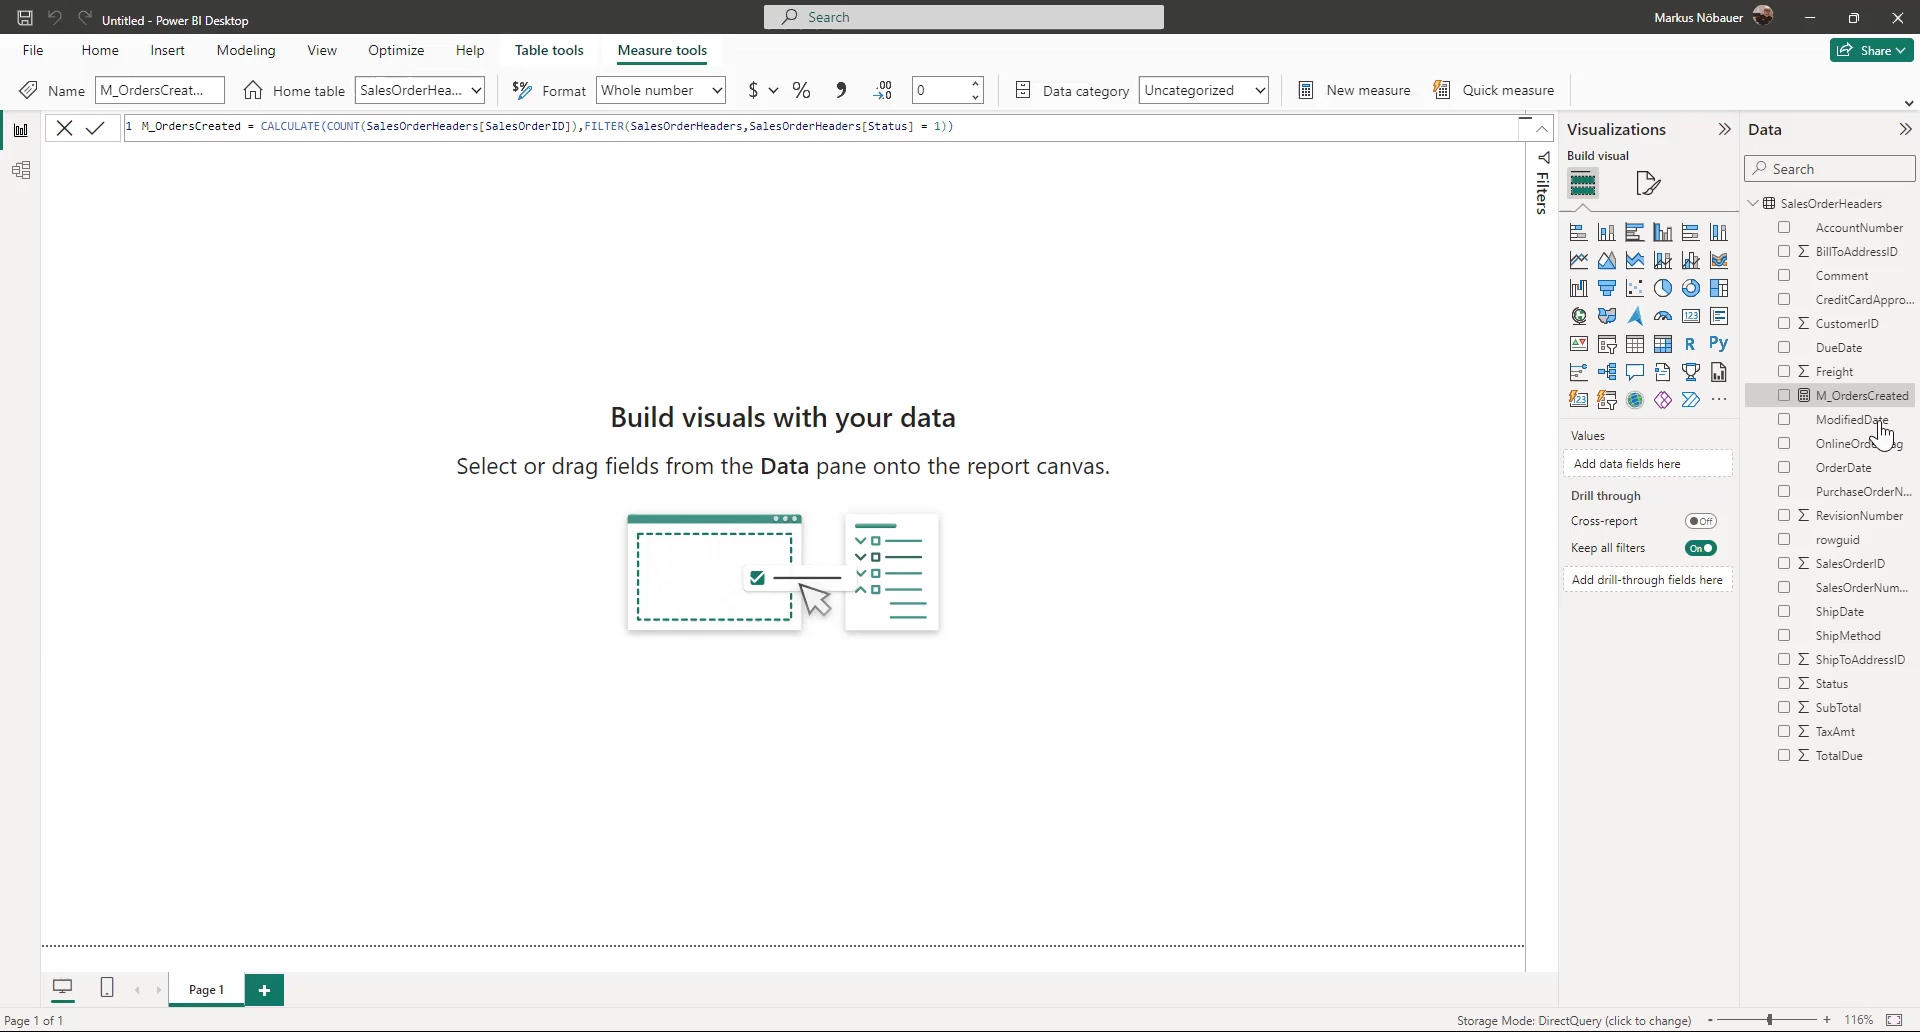 Untitled - Power BI Desktop
Search
Markus Nöbauer
File
Home
Insert
Modeling
View
Optimize
Help
Table tools
Measure tools
Share
Name
M_OrdersCreat...
Home table
SalesOrderHea...
Format
Whole number
$
%
0
Data category
Uncategorized
New measure
Quick measure
1 M_OrdersCreated = CALCULATE(COUNT(SalesOrderHeaders[SalesOrderID]),FILTER(SalesOrderHeaders,SalesOrderHeaders[Status] = 1))
Build visuals with your data
Select or drag fields from the Data pane onto the report canvas.
Filters
Visualizations
Build visual
123
R
Py
123
Values
Add data fields here
Drill through
Cross-report
Off
Keep all filters
On
Add drill-through fields here
Data
Search
SalesOrderHeaders
AccountNumber
BillToAddressID
Comment
CreditCardAppro...
CustomerID
DueDate
Freight
M_OrdersCreated
ModifiedDate
OrderDate
PurchaseOrderN...
RevisionNumber
rowguid
SalesOrderID
SalesOrderNum...
ShipDate
ShipMethod
ShipToAddressID
Status
SubTotal
TaxAmt
TotalDue
Page 1
Page 1 of 1
Storage Mode: DirectQuery (click to change)
- + 116%